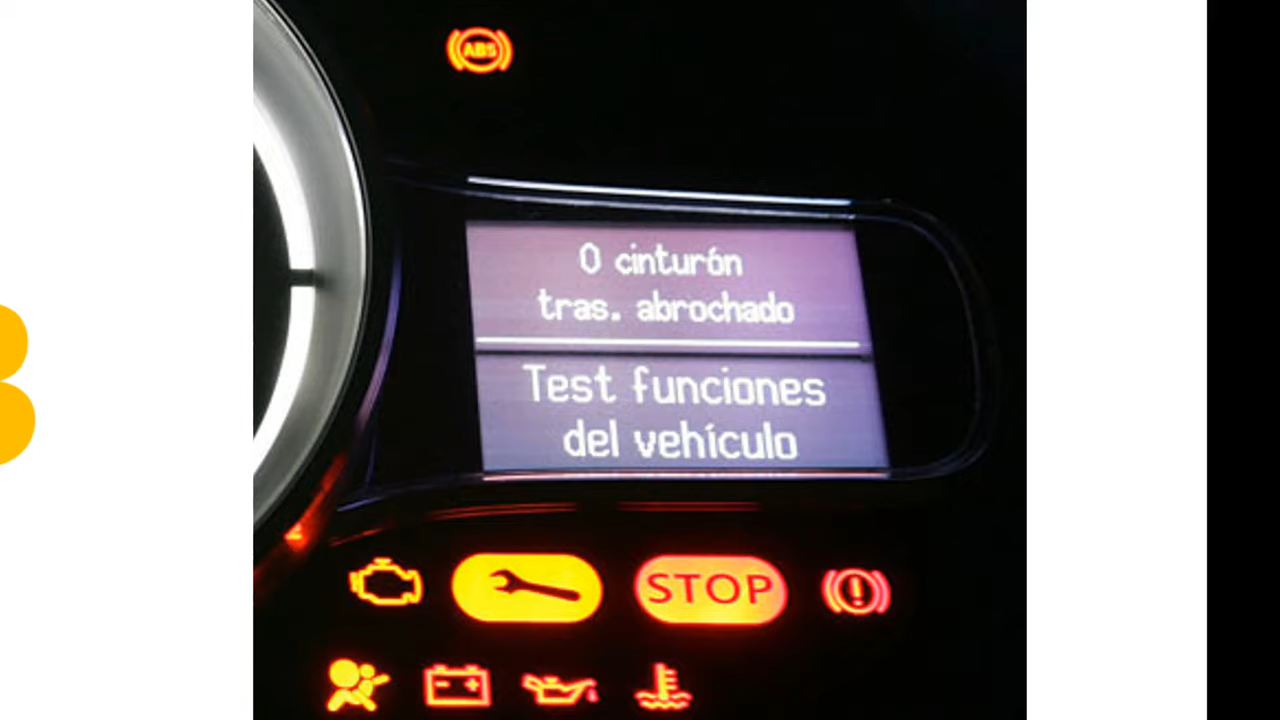 ABS
0 cinturón
tras. abrochado
Test funciones
del vehículo
STOP